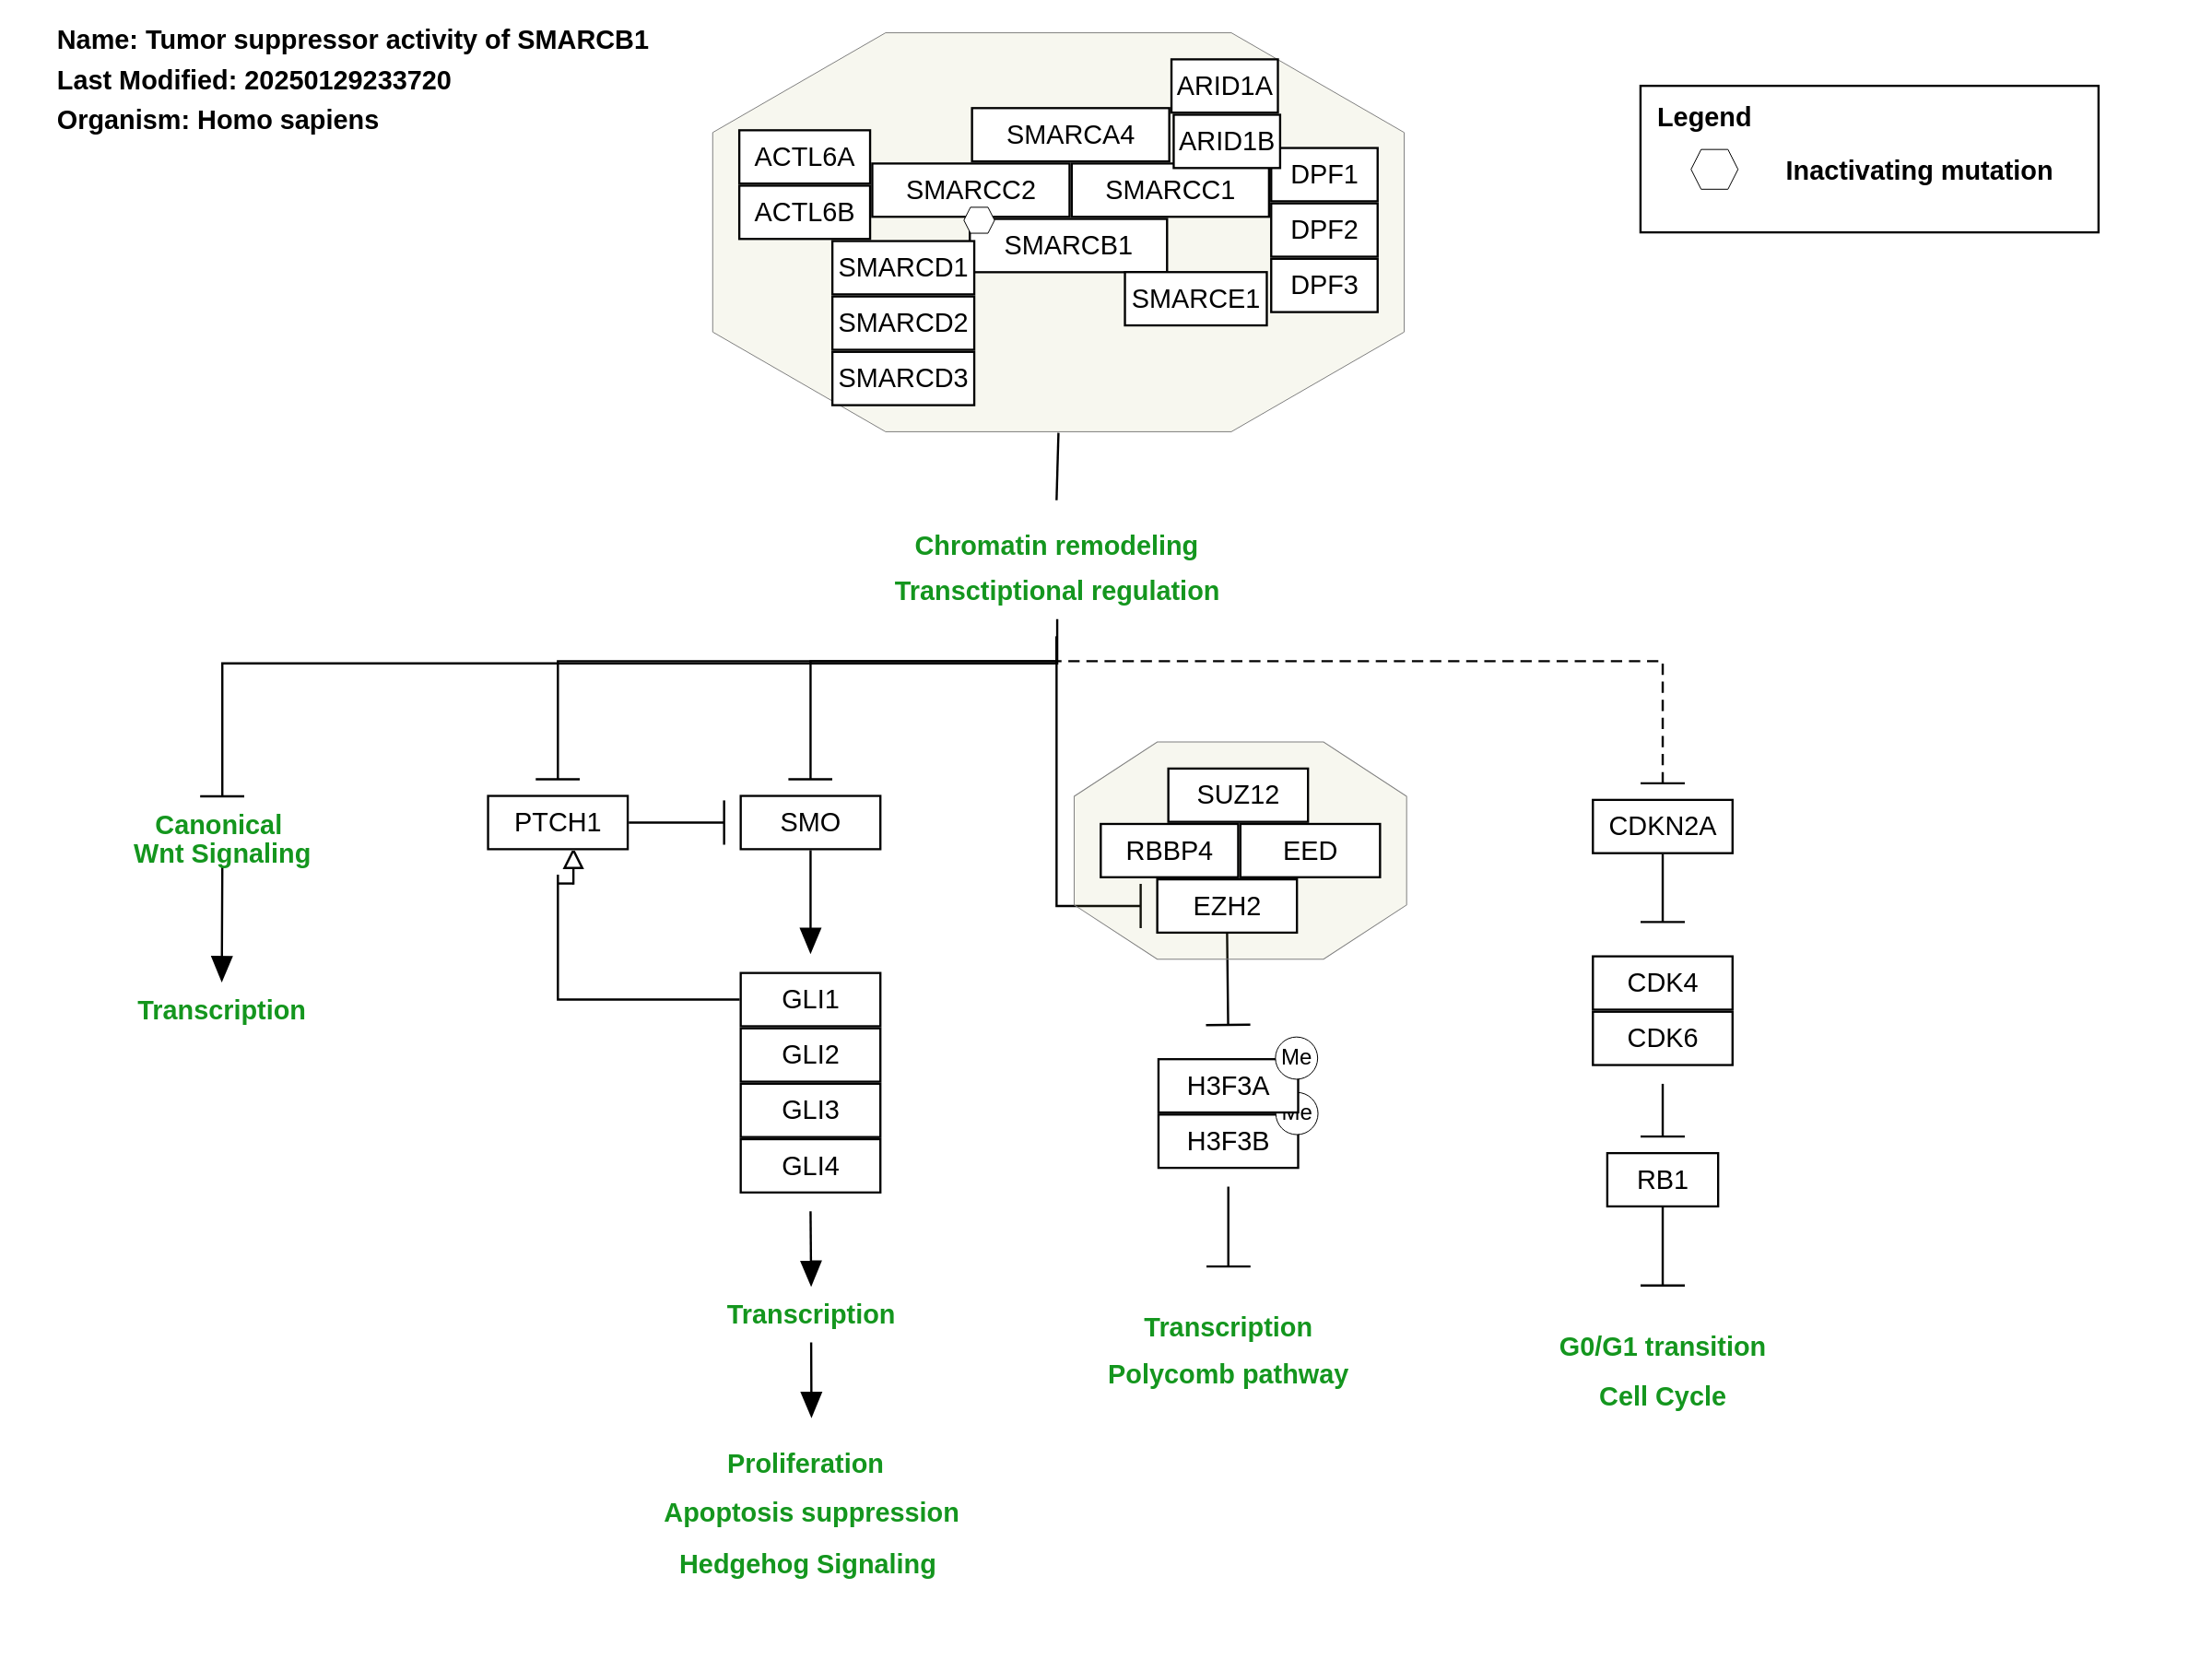 Name: Tumor suppressor activity of SMARCB1
Last Modified: 20250129233720
Organism: Homo sapiens
ARID1A
SMARCA4
ARID1B
ACTL6A
DPF1
SMARCC2
SMARCC1
ACTL6B
DPF2
SMARCB1
SMARCD1
DPF3
SMARCE1
SMARCD2
SMARCD3
Legend
Inactivating mutation
Chromatin remodeling
Transctiptional regulation
Canonical
Wnt Signaling
Transcription
PTCH1
SMO
GLI1
GLI2
GLI3
GLI4
Transcription
Proliferation
Apoptosis suppression
Hedgehog Signaling
SUZ12
RBBP4
EED
EZH2
Me
H3F3A
Me
H3F3B
Transcription
Polycomb pathway
CDKN2A
CDK4
CDK6
RB1
G0/G1 transition
Cell Cycle